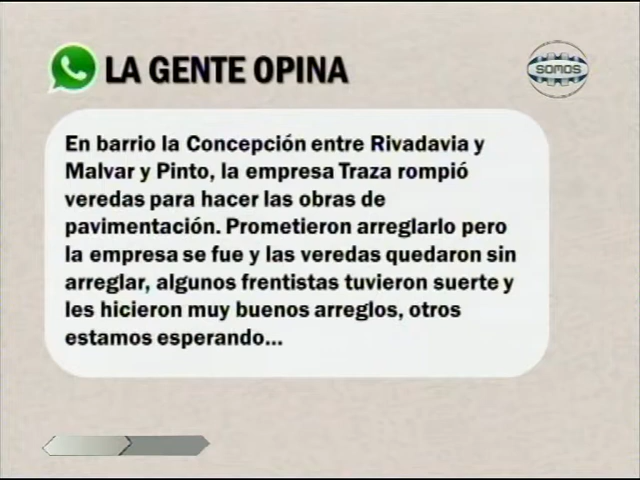 LA GENTE OPINA
SOMOS
En barrio la Concepción entre Rivadavia y
Malvar y Pinto, la empresa Traza rompió
veredas para hacer las obras de
pavimentación. Prometieron arreglarlo pero
la empresa se fue y las veredas quedaron sin
arreglar, algunos frentistas tuvieron suerte y
les hicieron muy buenos arreglos, otros
estamos esperando...